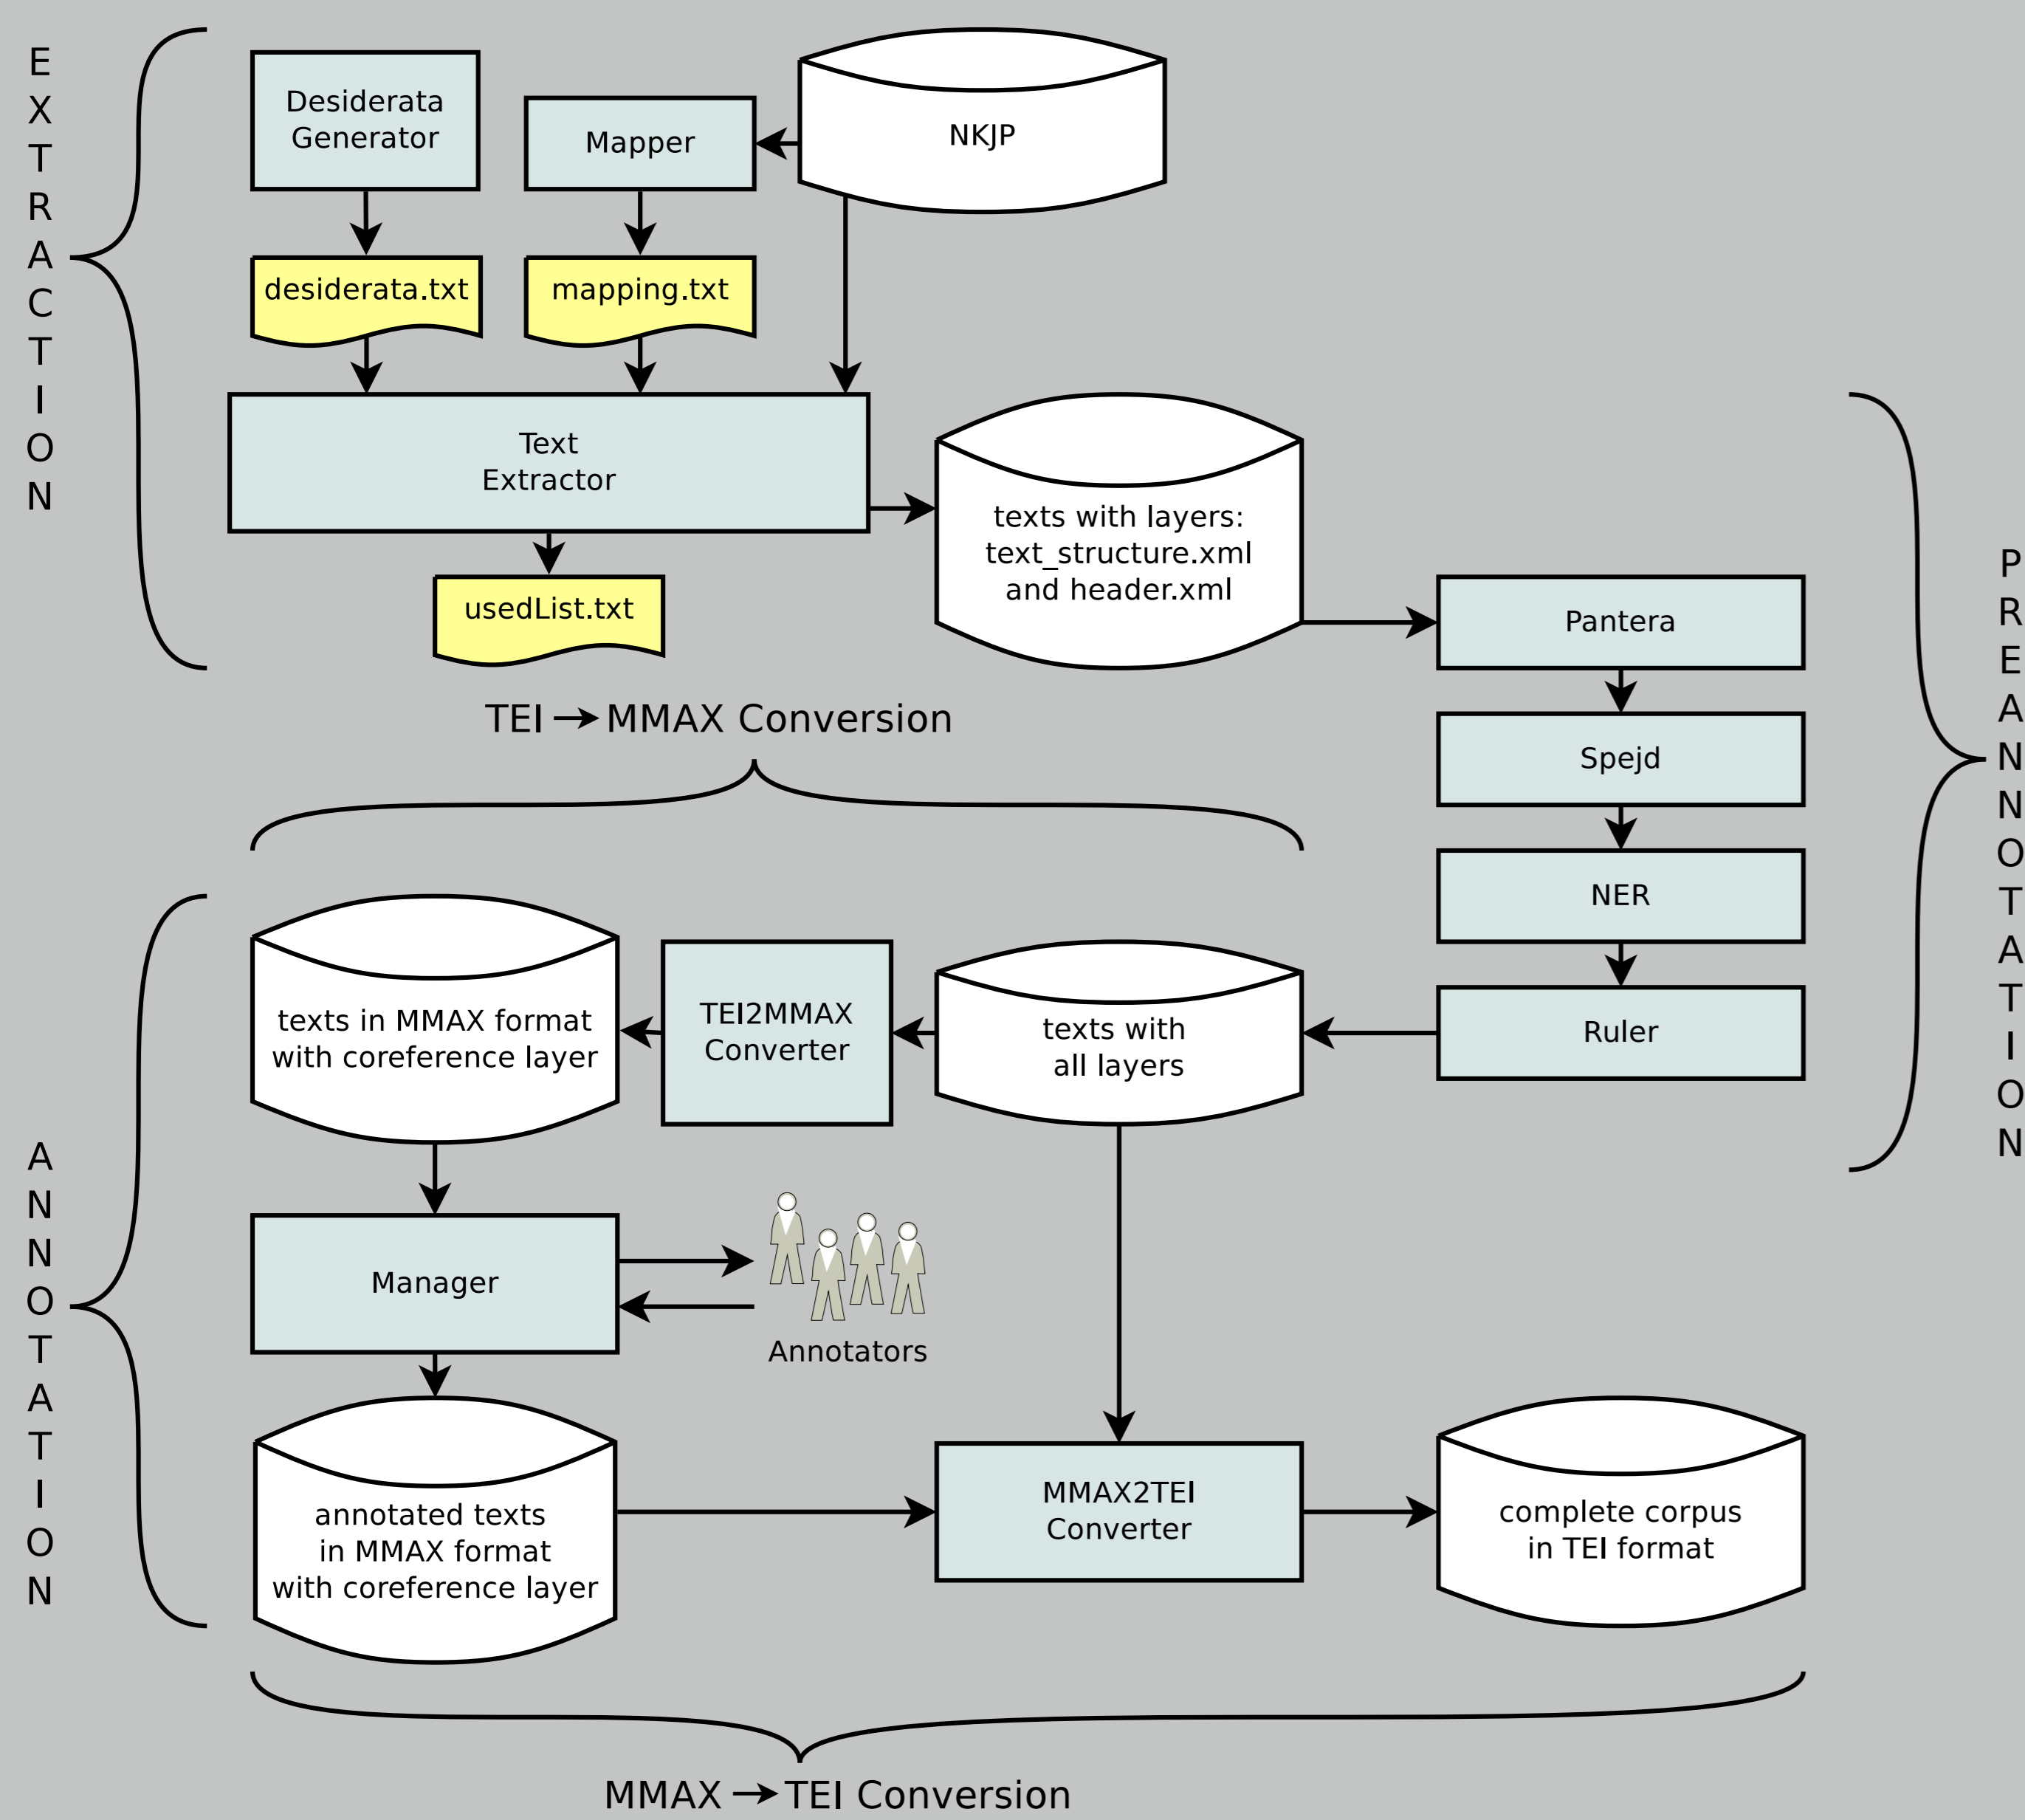 EXTRACTION
Desiderata
Generator
Mapper
NKJP
desiderata.txt
mapping.txt
Text
Extractor
texts with layers:
text_structure.xml
and header.xml
usedList.txt
PREANNOTATION
Pantera
Spejd
NER
Ruler
TEI → MMAX Conversion
texts in MMAX format
with coreference layer
TEI2MMAX
Converter
texts with
all layers
ANNOTATION
Manager
Annotators
annotated texts
in MMAX format
with coreference layer
MMAX2TEI
Converter
complete corpus
in TEI format
MMAX → TEI Conversion